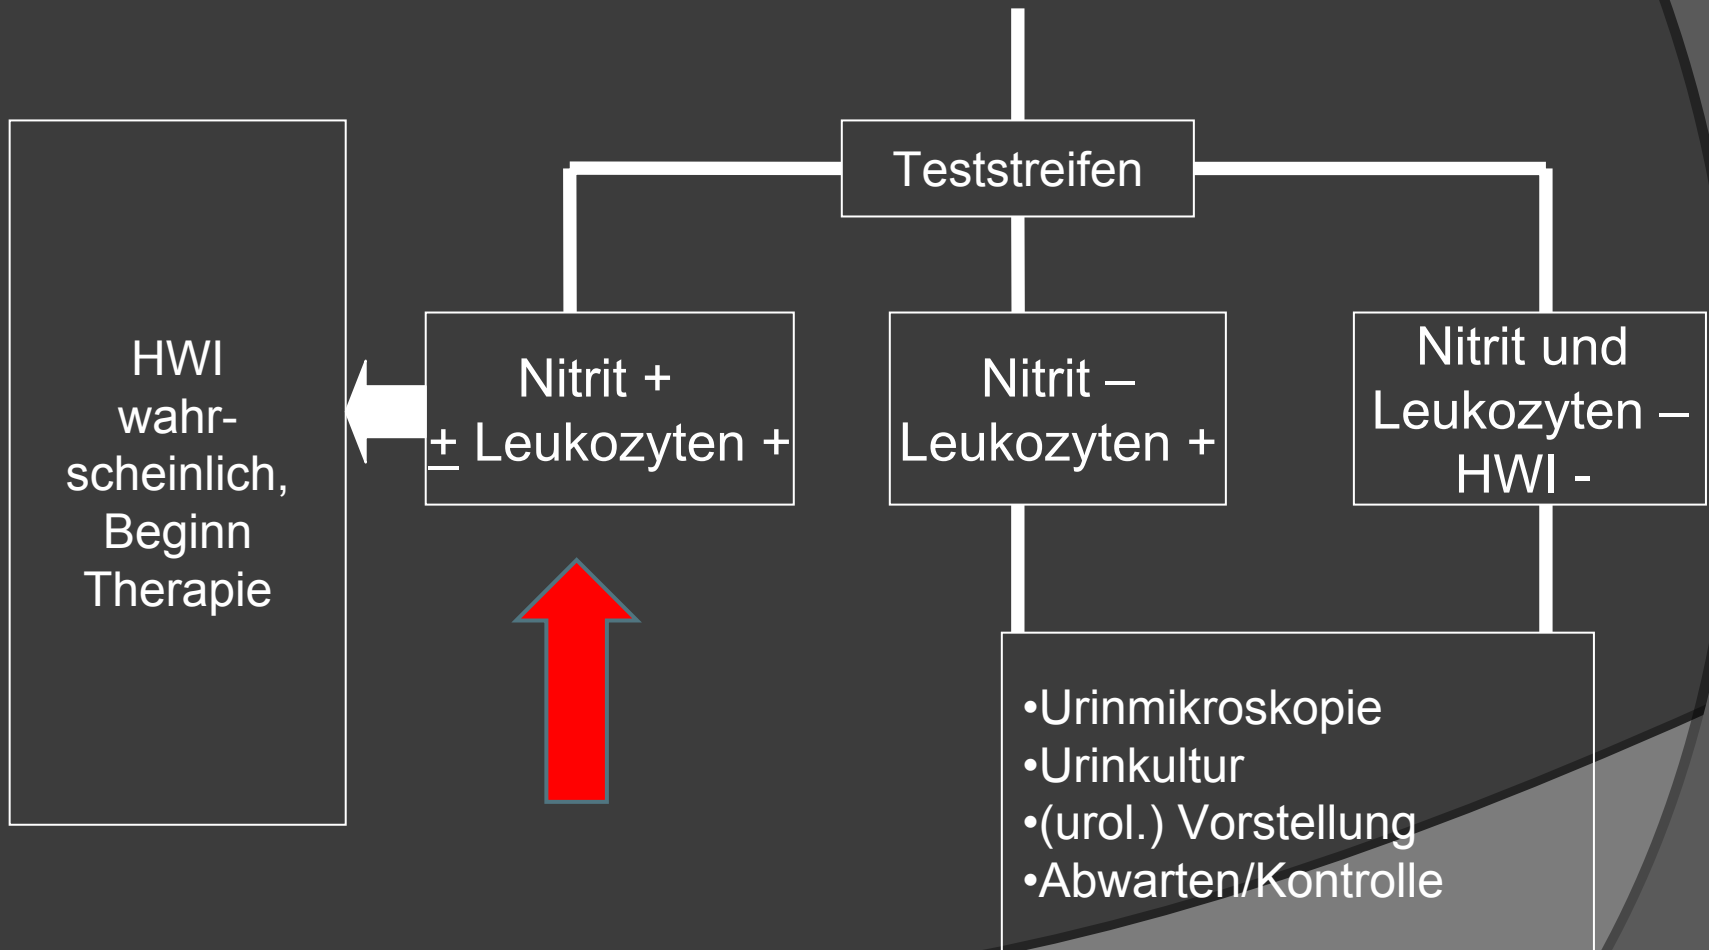 Teststreifen
HWI
wahr-
scheinlich,
Beginn
Therapie
Nitrit +
+ Leukozyten +
Nitrit –
Leukozyten +
Nitrit und
Leukozyten –
HWI -
•Urinmikroskopie
•Urinkultur
•(urol.) Vorstellung
•Abwarten/Kontrolle